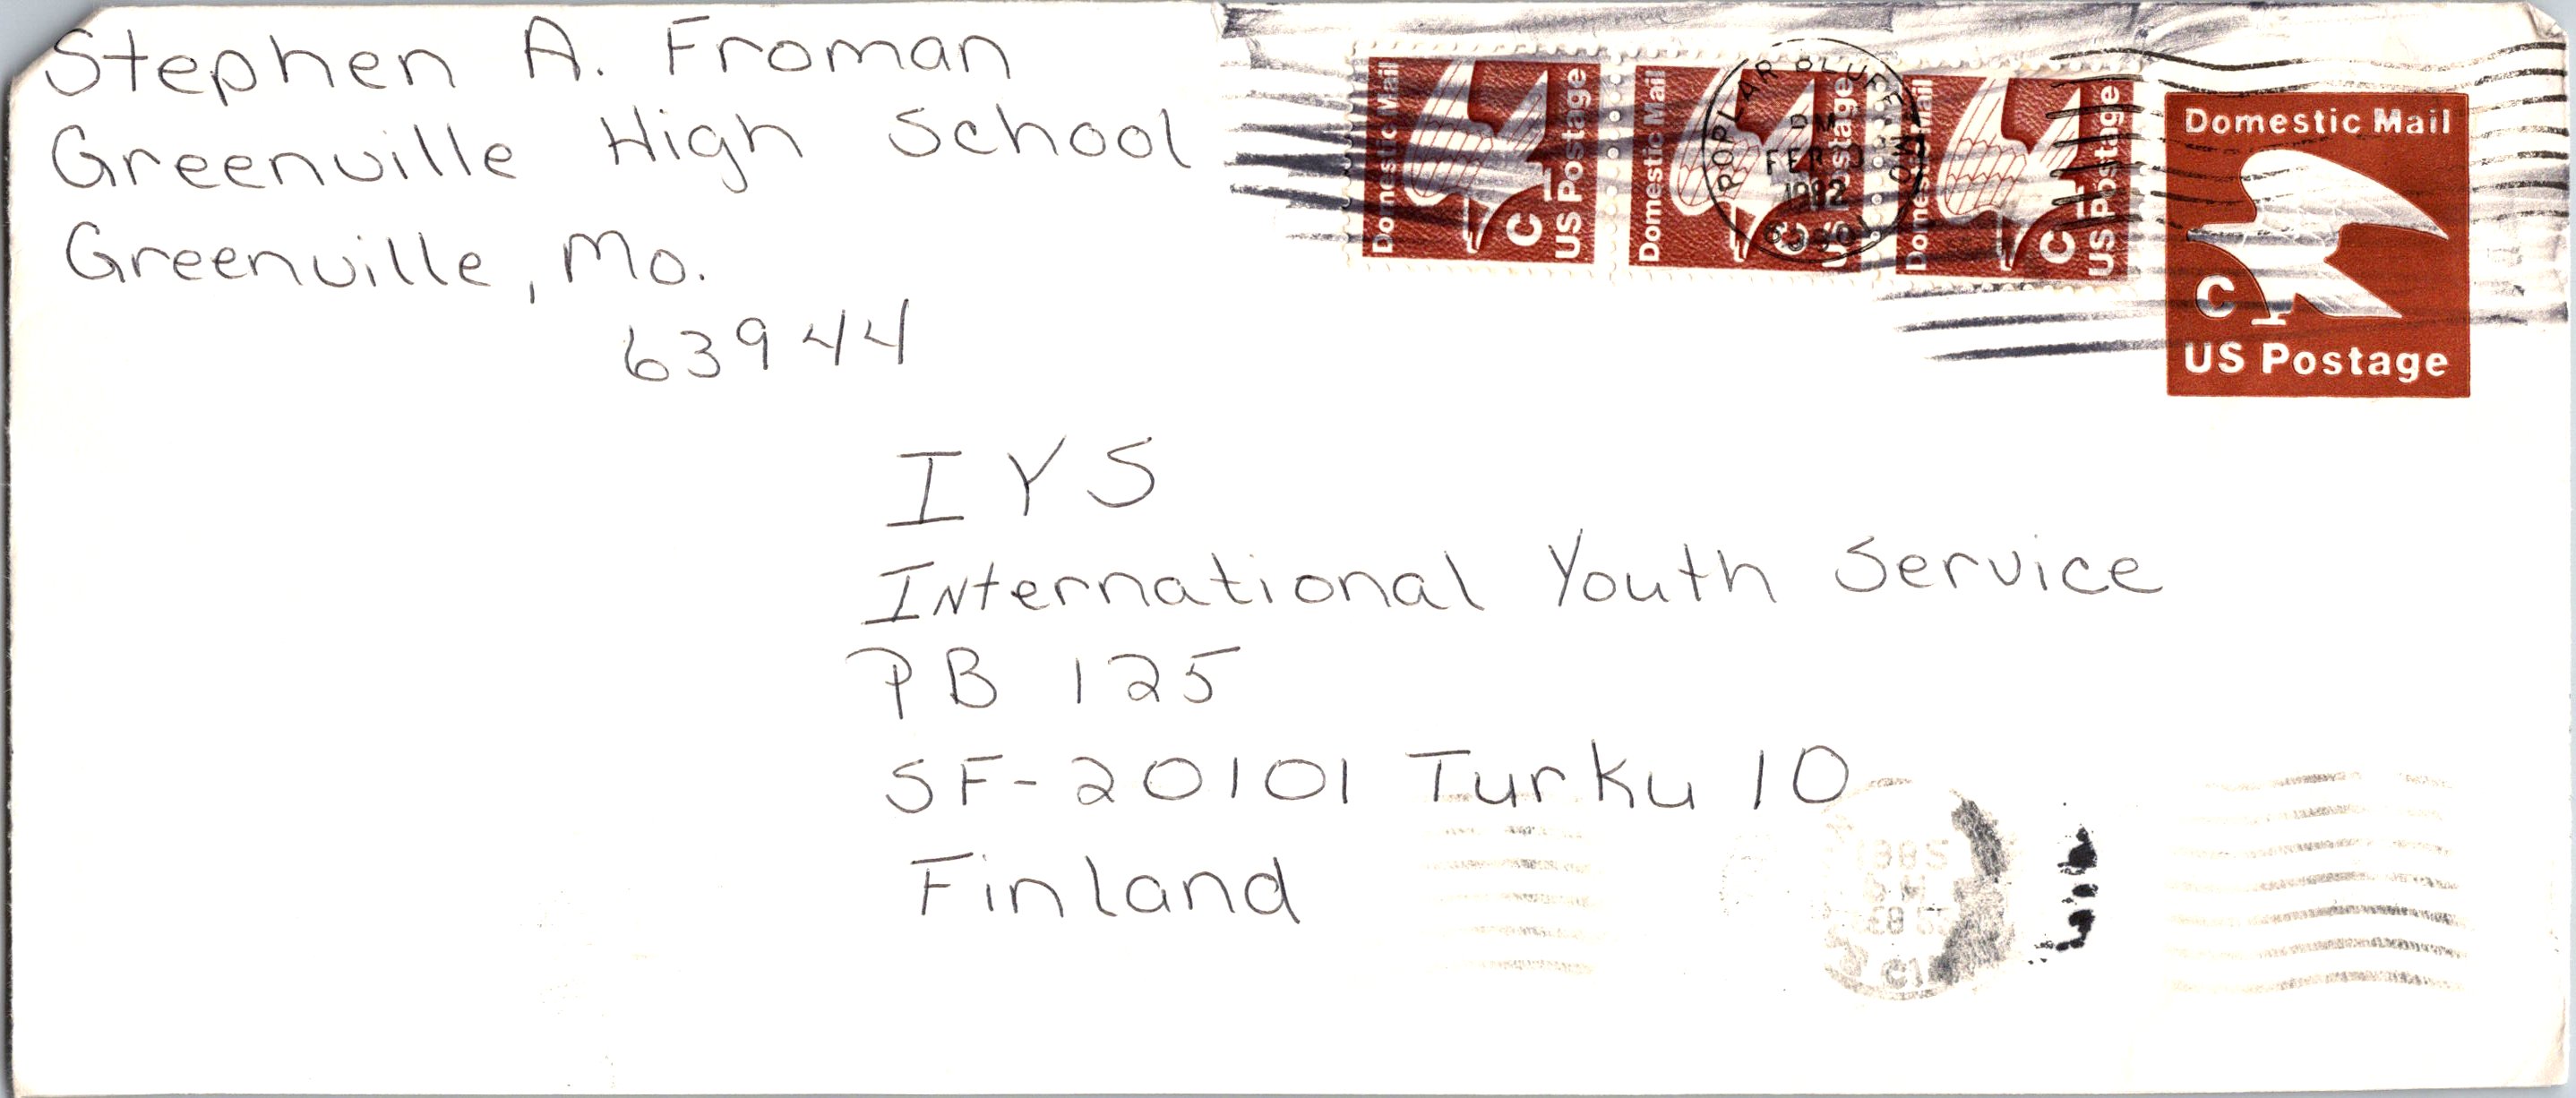 Stephen A. Froman
Greenville High School
Greenville, Mo.
63944
Domestic Mail
C
US Postage
Domestic Mail
C
US Postage
Domestic Mail
C
US Postage
POPLAR BLUFF MO
PM
FEB
1982
63901
Domestic Mail
C
US Postage
IYS
International Youth Service
PB 125
SF-20101 Turku 10
Finland